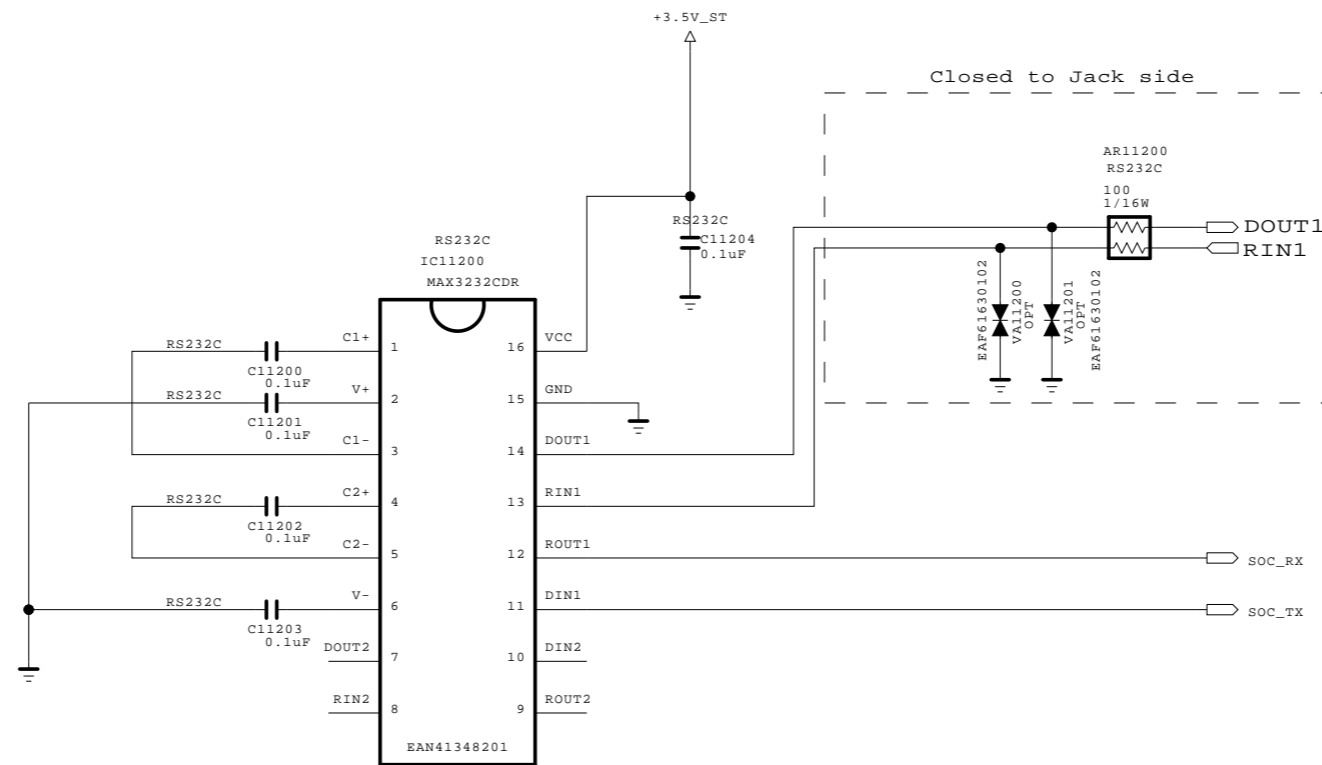 +3.5V_ST
Closed to Jack side
AR11200
RS232C
100
1/16W
DOUT1
RIN1
RS232C
C11204
0.1uF
EAF61630102
VA11200
OPT
VA11201
OPT
EAF61630102
RS232C
IC11200
MAX3232CDR
RS232C
C11200
0.1uF
C1+
1
16
VCC
RS232C
C11201
0.1uF
V+
2
15
GND
C1-
3
14
DOUT1
RS232C
C11202
0.1uF
C2+
4
13
RIN1
C2-
5
12
ROUT1
SOC_RX
RS232C
C11203
0.1uF
V-
6
11
DIN1
SOC_TX
DOUT2
7
10
DIN2
RIN2
8
9
ROUT2
EAN41348201